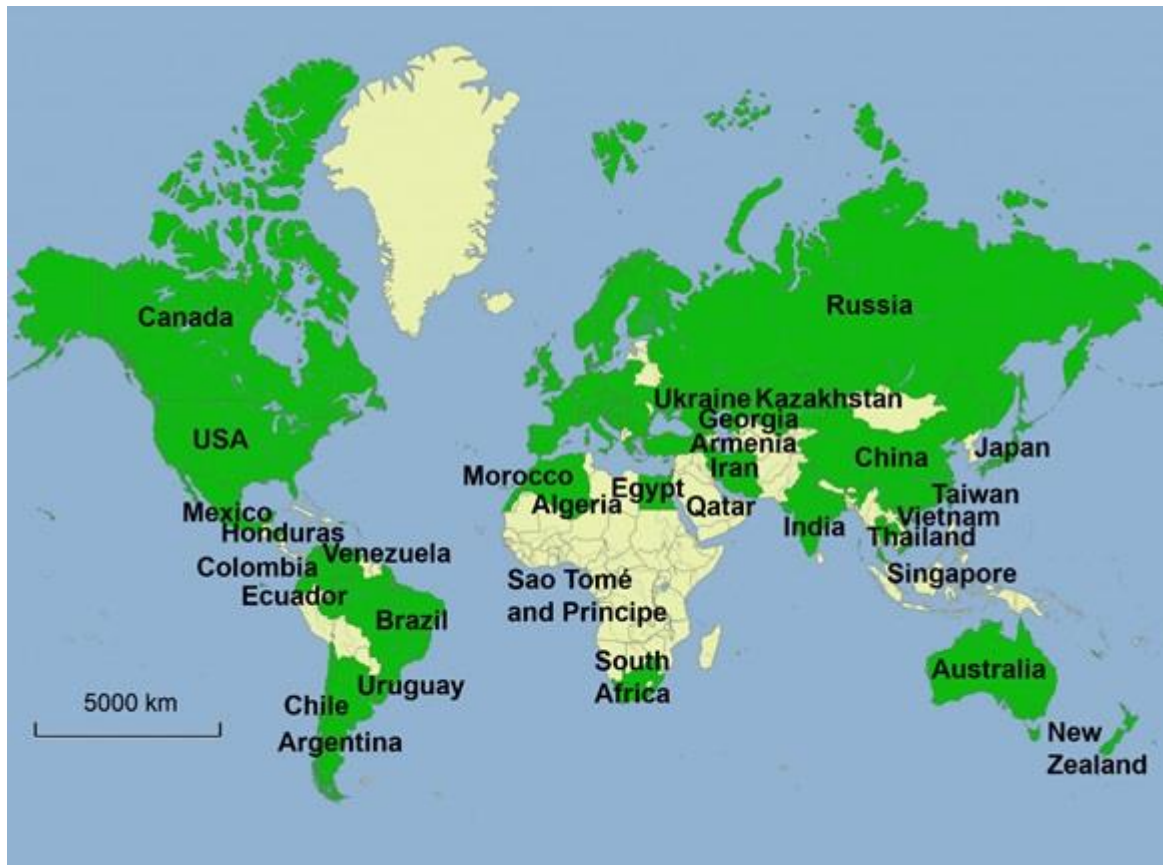 Canada
Russia
USA
Ukraine
Kazakhstan
Georgia
Armenia
Japan
China
Iran
Morocco
Egypt
Algeria
Qatar
Taiwan
Mexico
India
Vietnam
Honduras
Thailand
Venezuela
Colombia
Singapore
Sao Tomé
and Principe
Ecuador
Brazil
South
Africa
Australia
Uruguay
5000 km
Chile
Argentina
New
Zealand